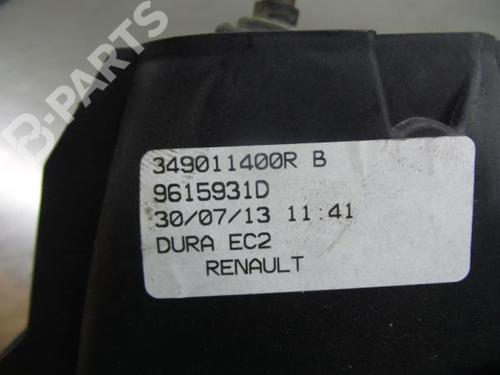 B-PARTS
349011400R B
9615931D
30/07/13 11:41
DURA EC2
RENAULT